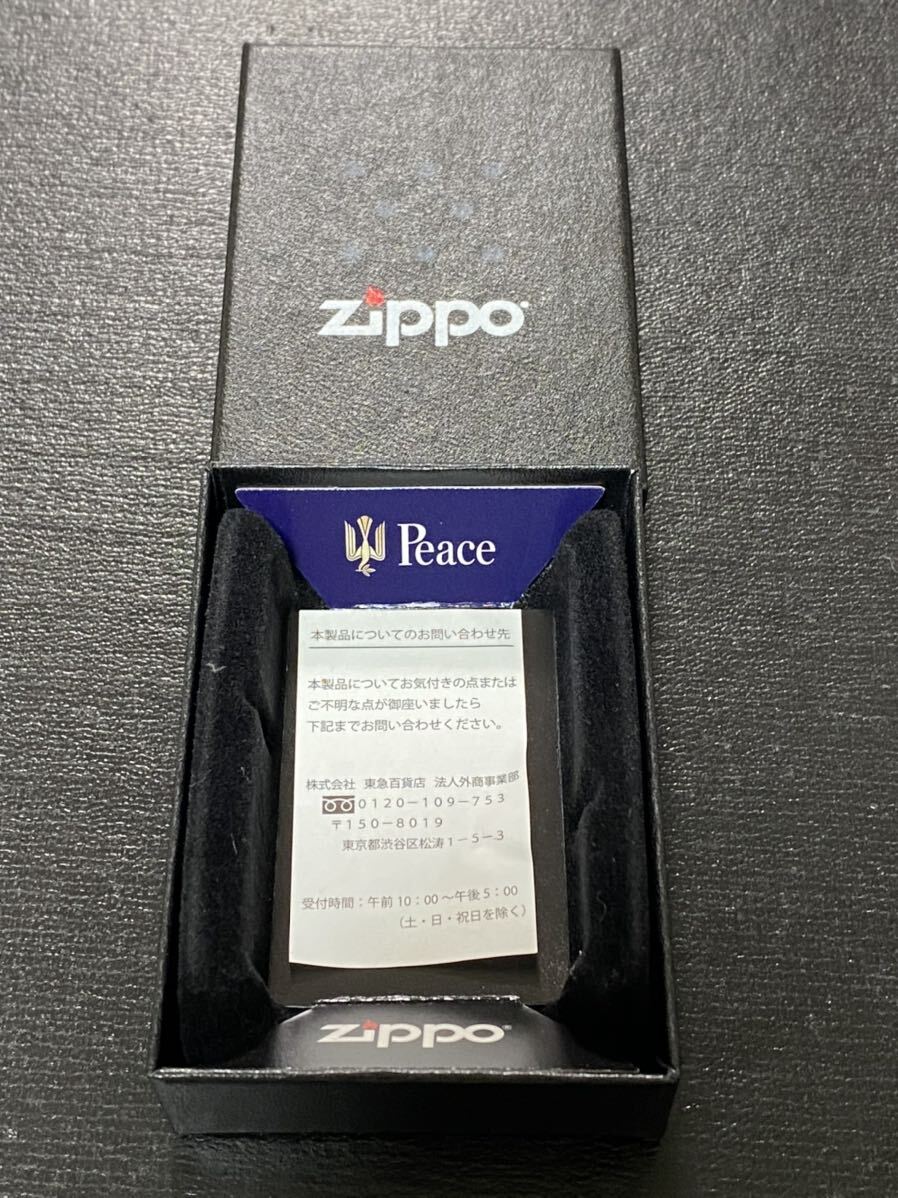 zippo
Peace
本製品についてのお問い合わせ先
本製品についてお気付きの点または
ご不明な点が御座いましたら
下記までお問い合わせください。
株式会社 東急百貨店 法人外商事業部
0120-109-753
〒150-8019
東京都渋谷区松涛1-5-3
受付時間：午前10：00～午後5：00
（土・日・祝日を除く）
zippo